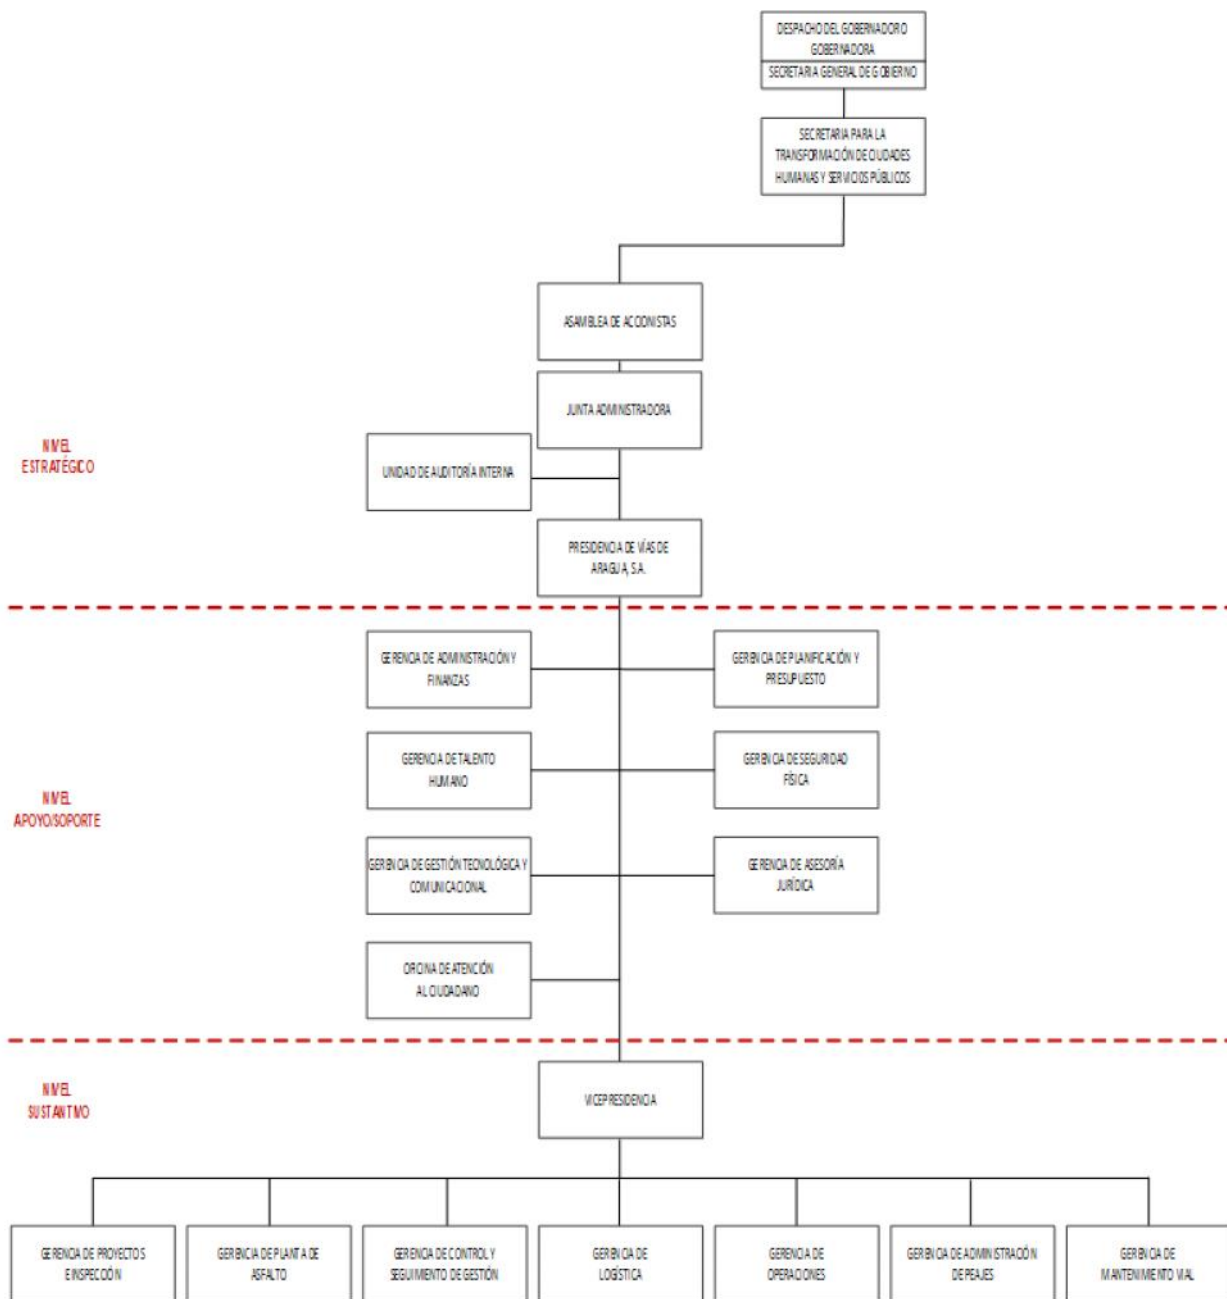 DESPACHO DEL GOBERNADOR O
GOBERNADORA
SECRETARIA GENERAL DE GOBIERNO
SECRETARIA PARA LA
TRANSFORMACIÓN DE CIUDADES
HUMANAS Y SERVICIOS PÚBLICOS
ASAMBLEA DE ACCIONISTAS
JUNTA ADMINISTRADORA
NIVEL
ESTRATÉGICO
UNIDAD DE AUDITORÍA INTERNA
PRESIDENCIA DE VÍAS DE
ARAGUA, S.A.
GERENCIA DE ADMINISTRACIÓN Y
FINANZAS
GERENCIA DE PLANIFICACIÓN Y
PRESUPUESTO
GERENCIA DE TALENTO
HUMANO
GERENCIA DE SEGURIDAD
FÍSICA
NIVEL
APOYO/SOPORTE
GERENCIA DE GESTIÓN TECNOLÓGICA Y
COMUNICACIONAL
GERENCIA DE ASESORÍA
JURÍDICA
OFICINA DE ATENCIÓN
AL CIUDADANO
NIVEL
SUSTANTIVO
VICEPRESIDENCIA
GERENCIA DE PROYECTOS
E INSPECCIÓN
GERENCIA DE PLANTA DE
ASFALTO
GERENCIA DE CONTROL Y
SEGUIMIENTO DE GESTIÓN
GERENCIA DE
LOGÍSTICA
GERENCIA DE
OPERACIONES
GERENCIA DE ADMINISTRACIÓN
DE PEAJES
GERENCIA DE
MANTENIMIENTO VIAL